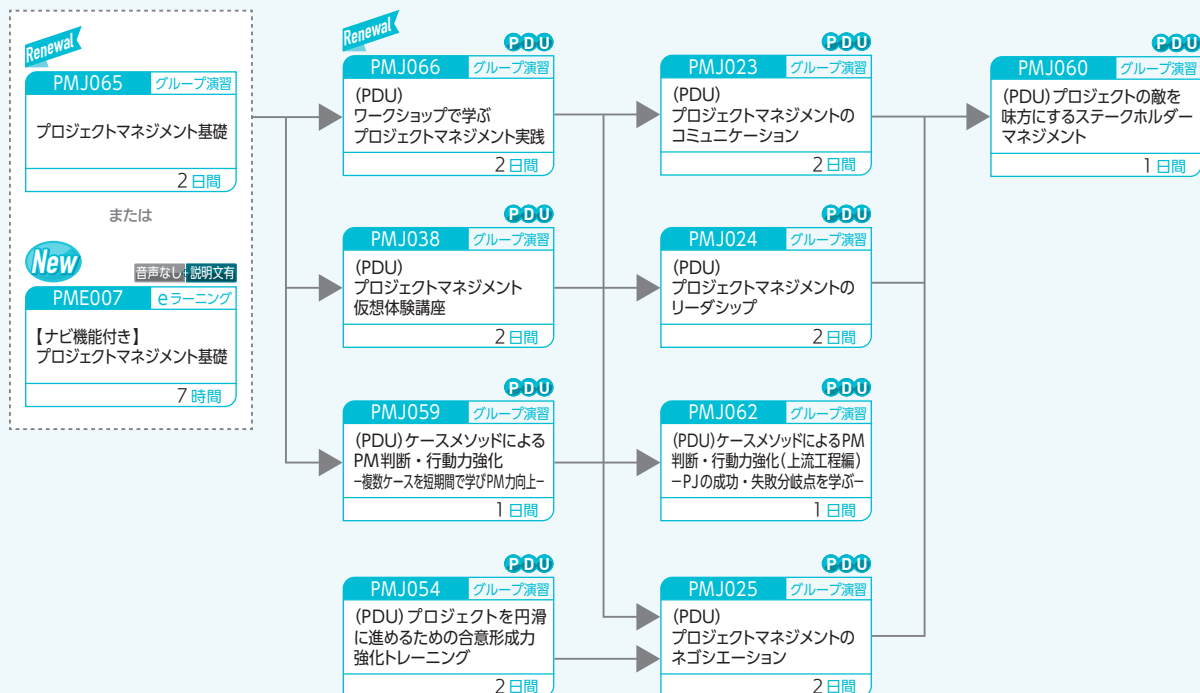 Renewal
PMJ065 グループ演習
プロジェクトマネジメント基礎
2日間
または
New
音声なし+説明文有
PME007 eラーニング
【ナビ機能付き】
プロジェクトマネジメント基礎
7時間
Renewal
PDU
PMJ066 グループ演習
(PDU)
ワークショップで学ぶ
プロジェクトマネジメント実践
2日間
PDU
PMJ038 グループ演習
(PDU)
プロジェクトマネジメント
仮想体験講座
2日間
PDU
PMJ059 グループ演習
(PDU)ケースメソッドによる
PM判断・行動力強化
−複数ケースを短期間で学びPM力向上−
1日間
PDU
PMJ054 グループ演習
(PDU)プロジェクトを円滑
に進めるための合意形成力
強化トレーニング
2日間
PDU
PMJ023 グループ演習
(PDU)
プロジェクトマネジメントの
コミュニケーション
2日間
PDU
PMJ024 グループ演習
(PDU)
プロジェクトマネジメントの
リーダシップ
2日間
PDU
PMJ062 グループ演習
(PDU)ケースメソッドによるPM
判断・行動力強化(上流工程編)
−PJの成功・失敗分岐点を学ぶ−
1日間
PDU
PMJ025 グループ演習
(PDU)
プロジェクトマネジメントの
ネゴシエーション
2日間
PDU
PMJ060 グループ演習
(PDU)プロジェクトの敵を
味方にするステークホルダー
マネジメント
1日間